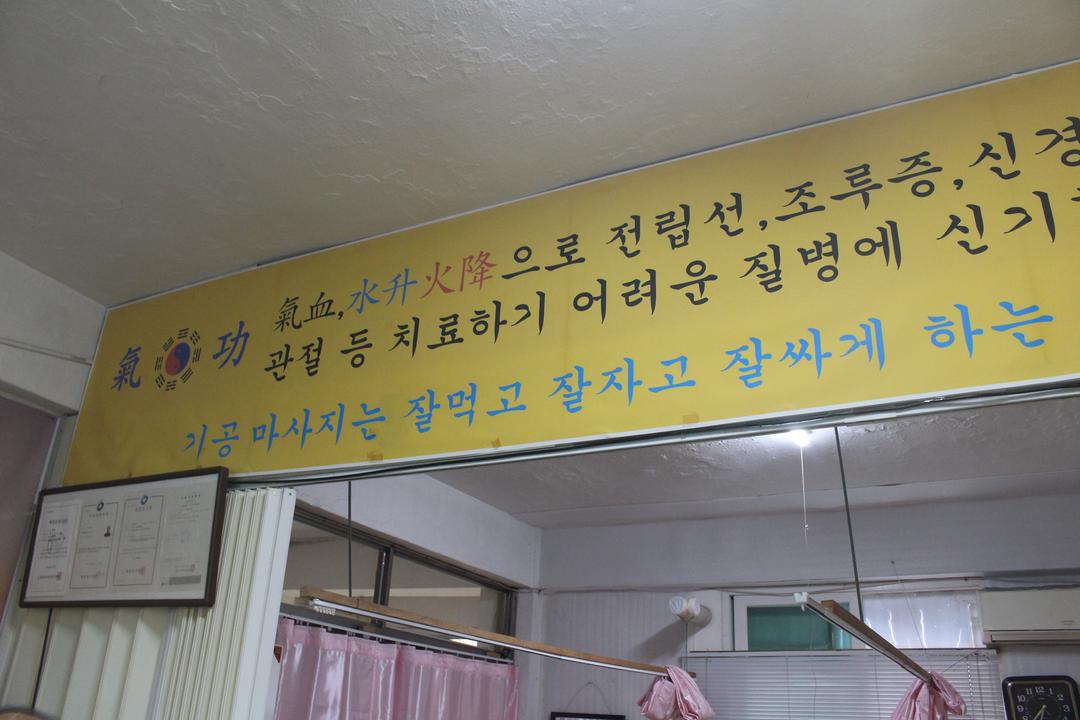 氣 功
氣血,水升火降으로 전립선,조루증,신경
관절 등 치료하기 어려운 질병에 신기
기공 마사지는 잘먹고 잘자고 잘싸게 하는